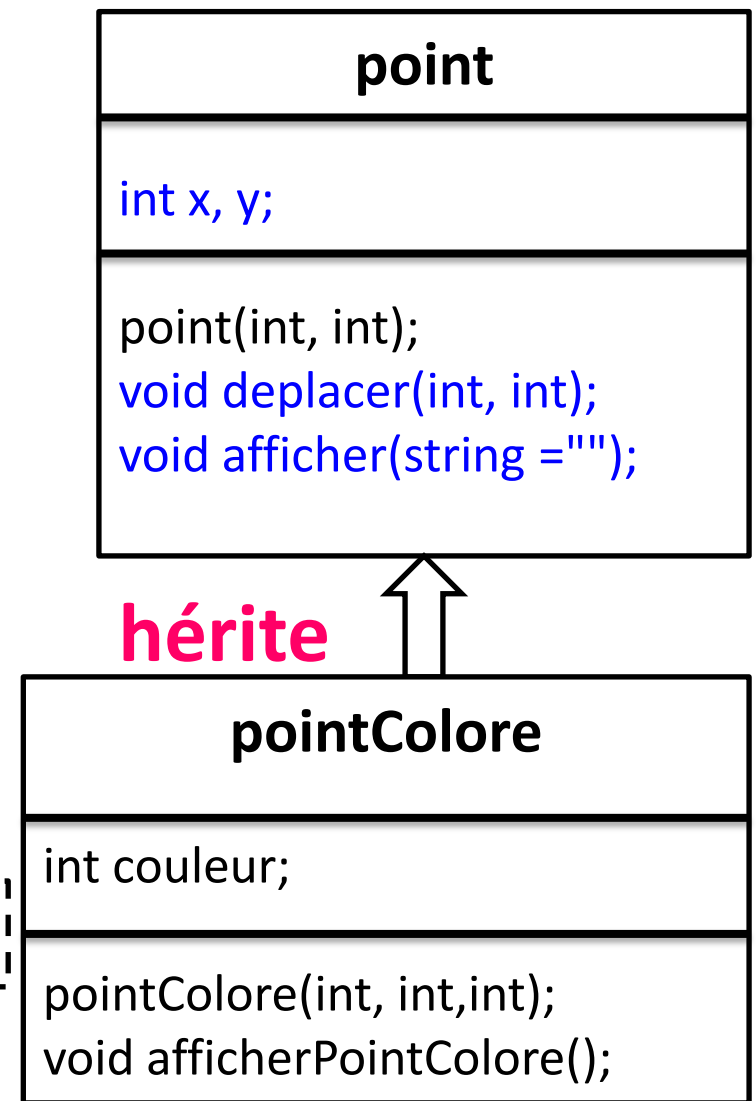 point
int x, y;
point(int, int);
void deplacer(int, int);
void afficher(string ="");
hérite
pointColore
int couleur;
pointColore(int, int,int);
void afficherPointColore();